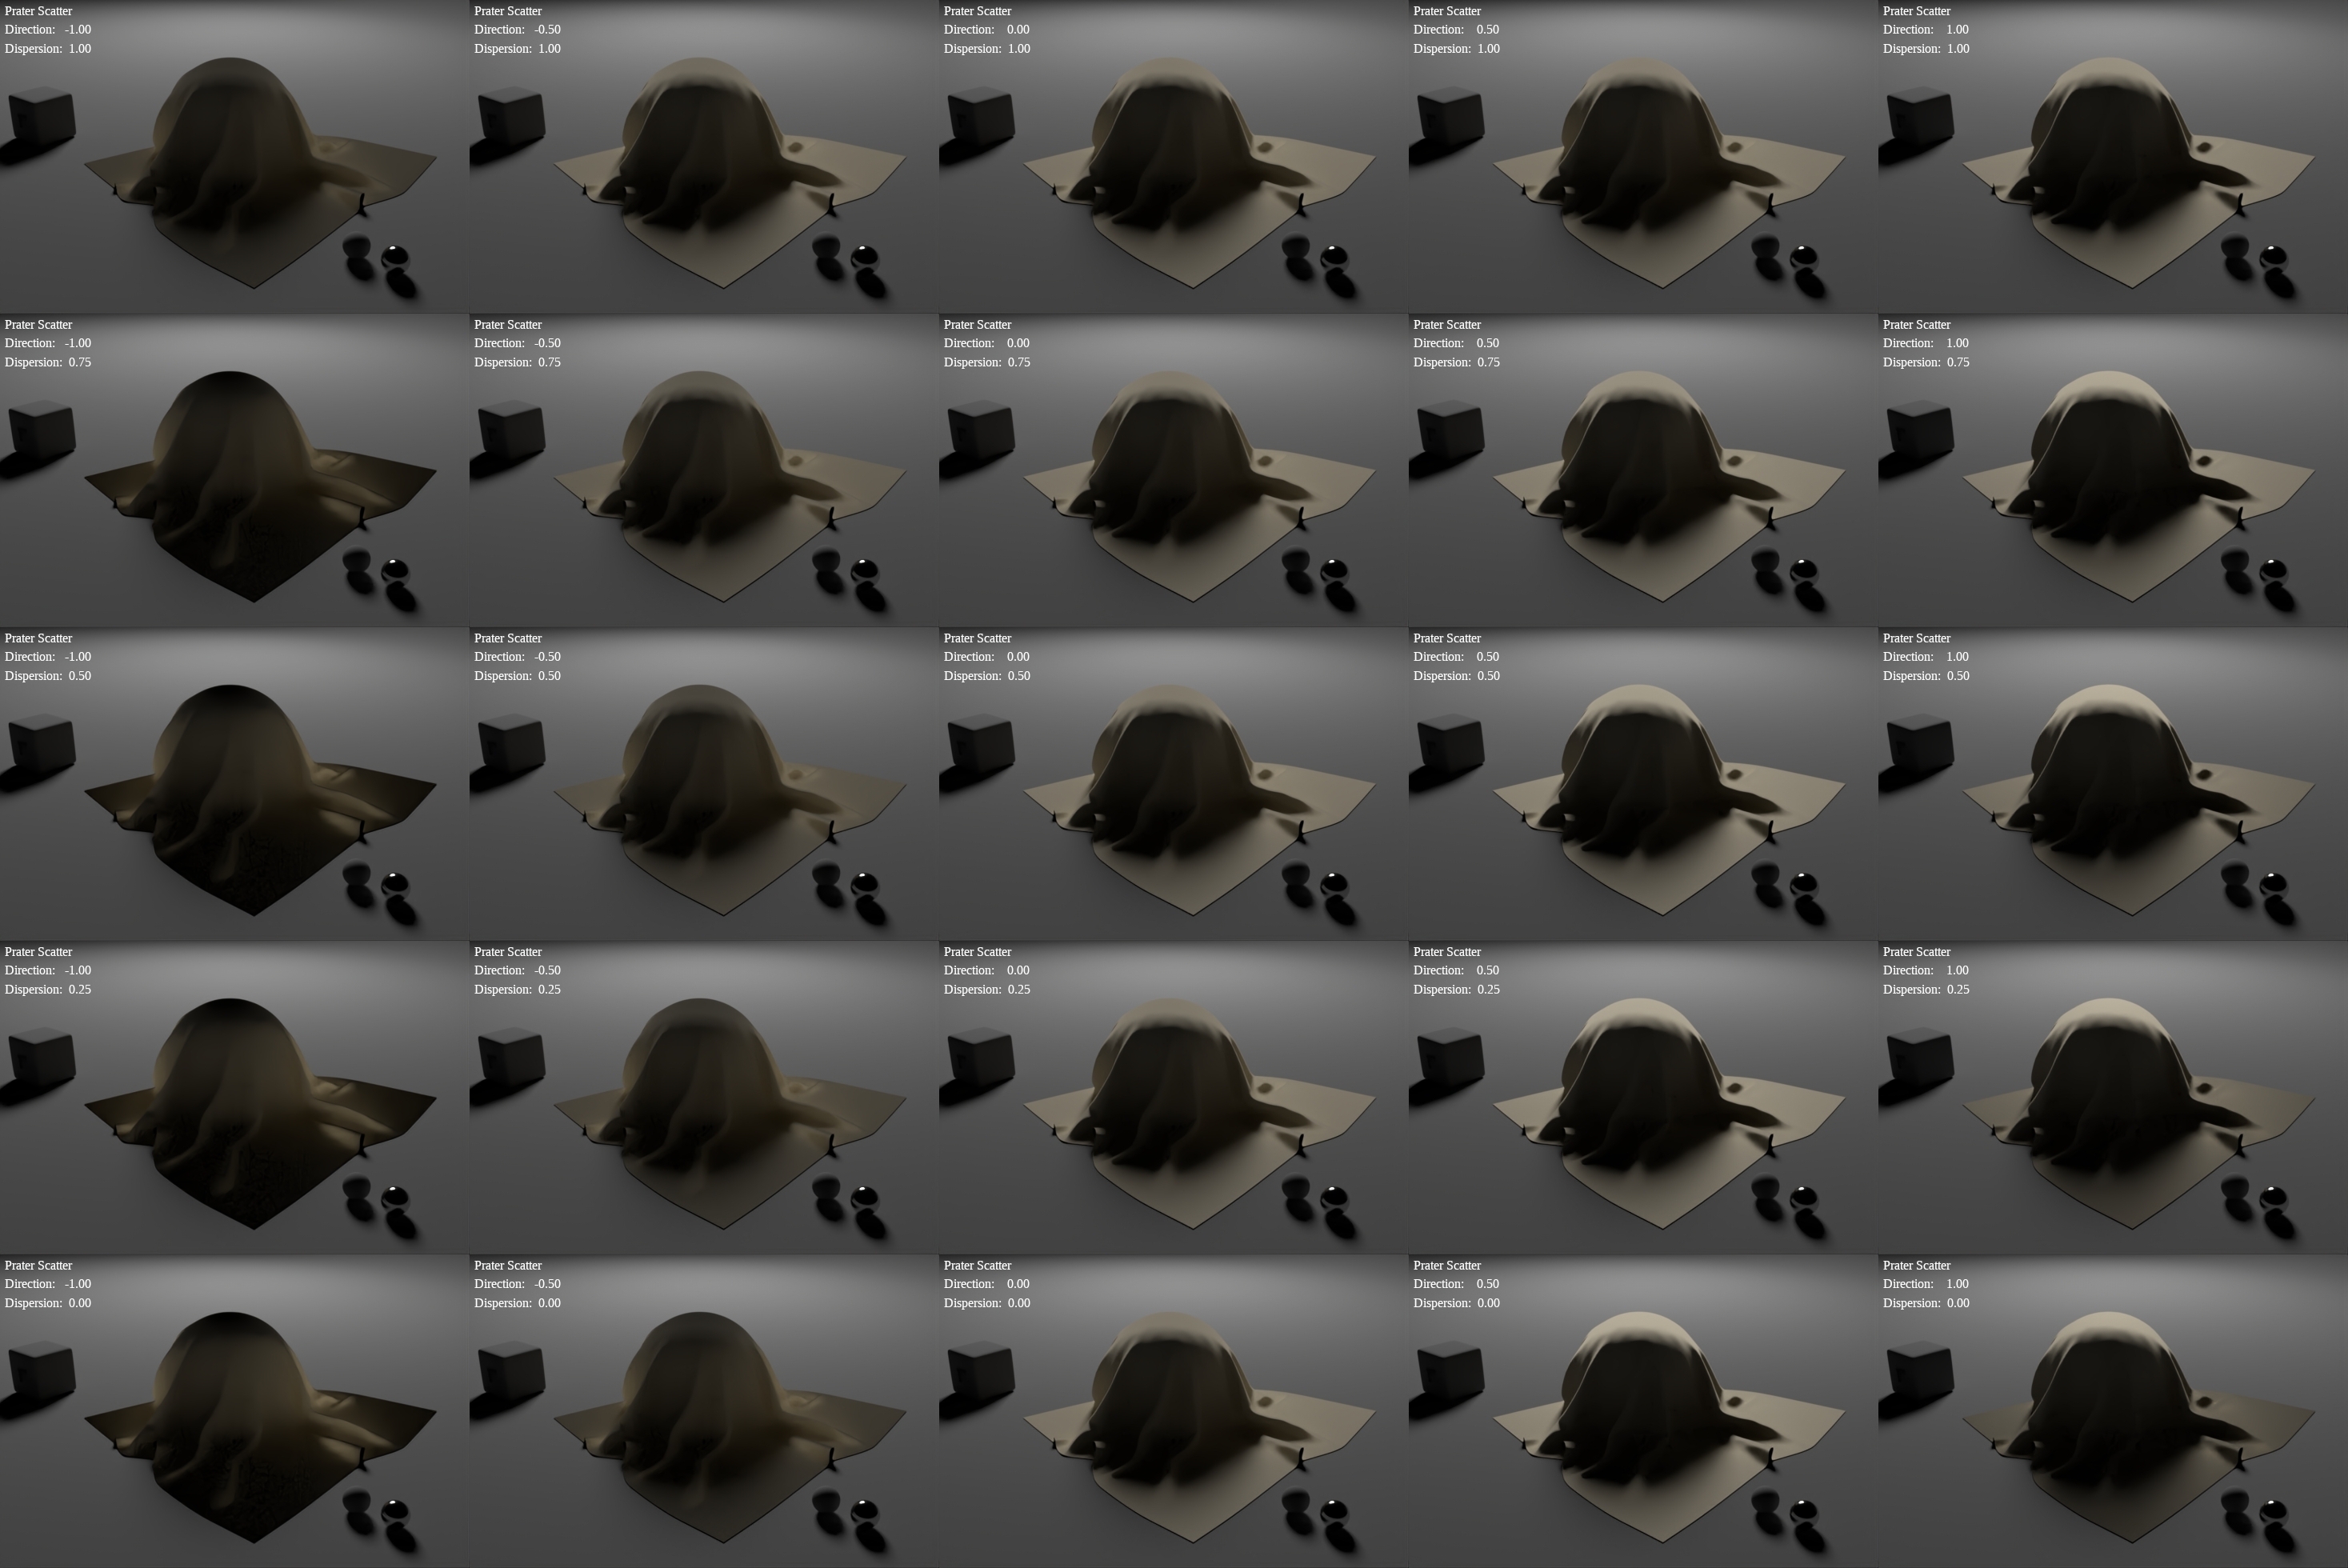 Prater Scatter
Direction: -1.00
Dispersion: 1.00
Prater Scatter
Direction: -0.50
Dispersion: 1.00
Prater Scatter
Direction: 0.00
Dispersion: 1.00
Prater Scatter
Direction: 0.50
Dispersion: 1.00
Prater Scatter
Direction: 1.00
Dispersion: 1.00
Prater Scatter
Direction: -1.00
Dispersion: 0.75
Prater Scatter
Direction: -0.50
Dispersion: 0.75
Prater Scatter
Direction: 0.00
Dispersion: 0.75
Prater Scatter
Direction: 0.50
Dispersion: 0.75
Prater Scatter
Direction: 1.00
Dispersion: 0.75
Prater Scatter
Direction: -1.00
Dispersion: 0.50
Prater Scatter
Direction: -0.50
Dispersion: 0.50
Prater Scatter
Direction: 0.00
Dispersion: 0.50
Prater Scatter
Direction: 0.50
Dispersion: 0.50
Prater Scatter
Direction: 1.00
Dispersion: 0.50
Prater Scatter
Direction: -1.00
Dispersion: 0.25
Prater Scatter
Direction: -0.50
Dispersion: 0.25
Prater Scatter
Direction: 0.00
Dispersion: 0.25
Prater Scatter
Direction: 0.50
Dispersion: 0.25
Prater Scatter
Direction: 1.00
Dispersion: 0.25
Prater Scatter
Direction: -1.00
Dispersion: 0.00
Prater Scatter
Direction: -0.50
Dispersion: 0.00
Prater Scatter
Direction: 0.00
Dispersion: 0.00
Prater Scatter
Direction: 0.50
Dispersion: 0.00
Prater Scatter
Direction: 1.00
Dispersion: 0.00